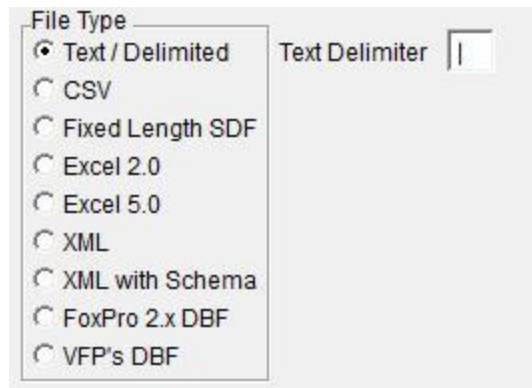 File Type
Text / Delimited Text Delimiter |
CSV
Fixed Length SDF
Excel 2.0
Excel 5.0
XML
XML with Schema
FoxPro 2.x DBF
VFP's DBF